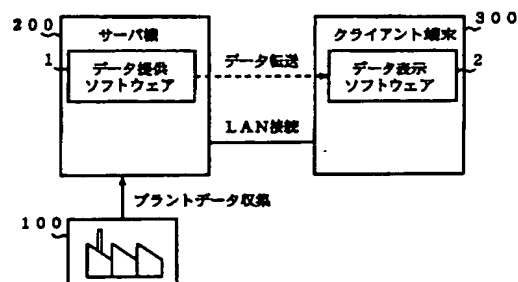 200
サーバ機
1
データ提供
ソフトウェア
データ転送
LAN接続
300
クライアント端末
2
データ表示
ソフトウェア
プラントデータ収集
100